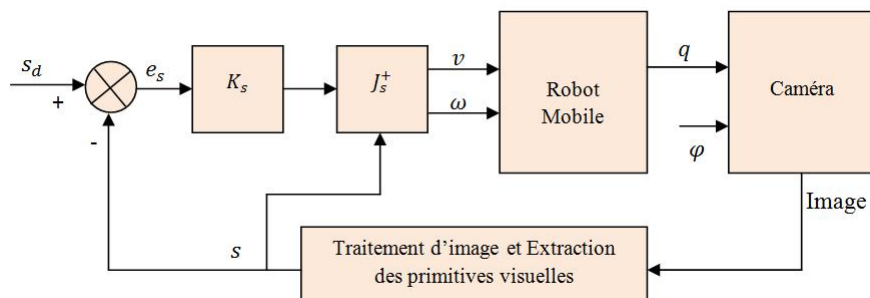 s_d
+
-
e_s
K_s
J_s^+
v
ω
Robot
Mobile
q
φ
Caméra
Image
s
Traitement d'image et Extraction
des primitives visuelles